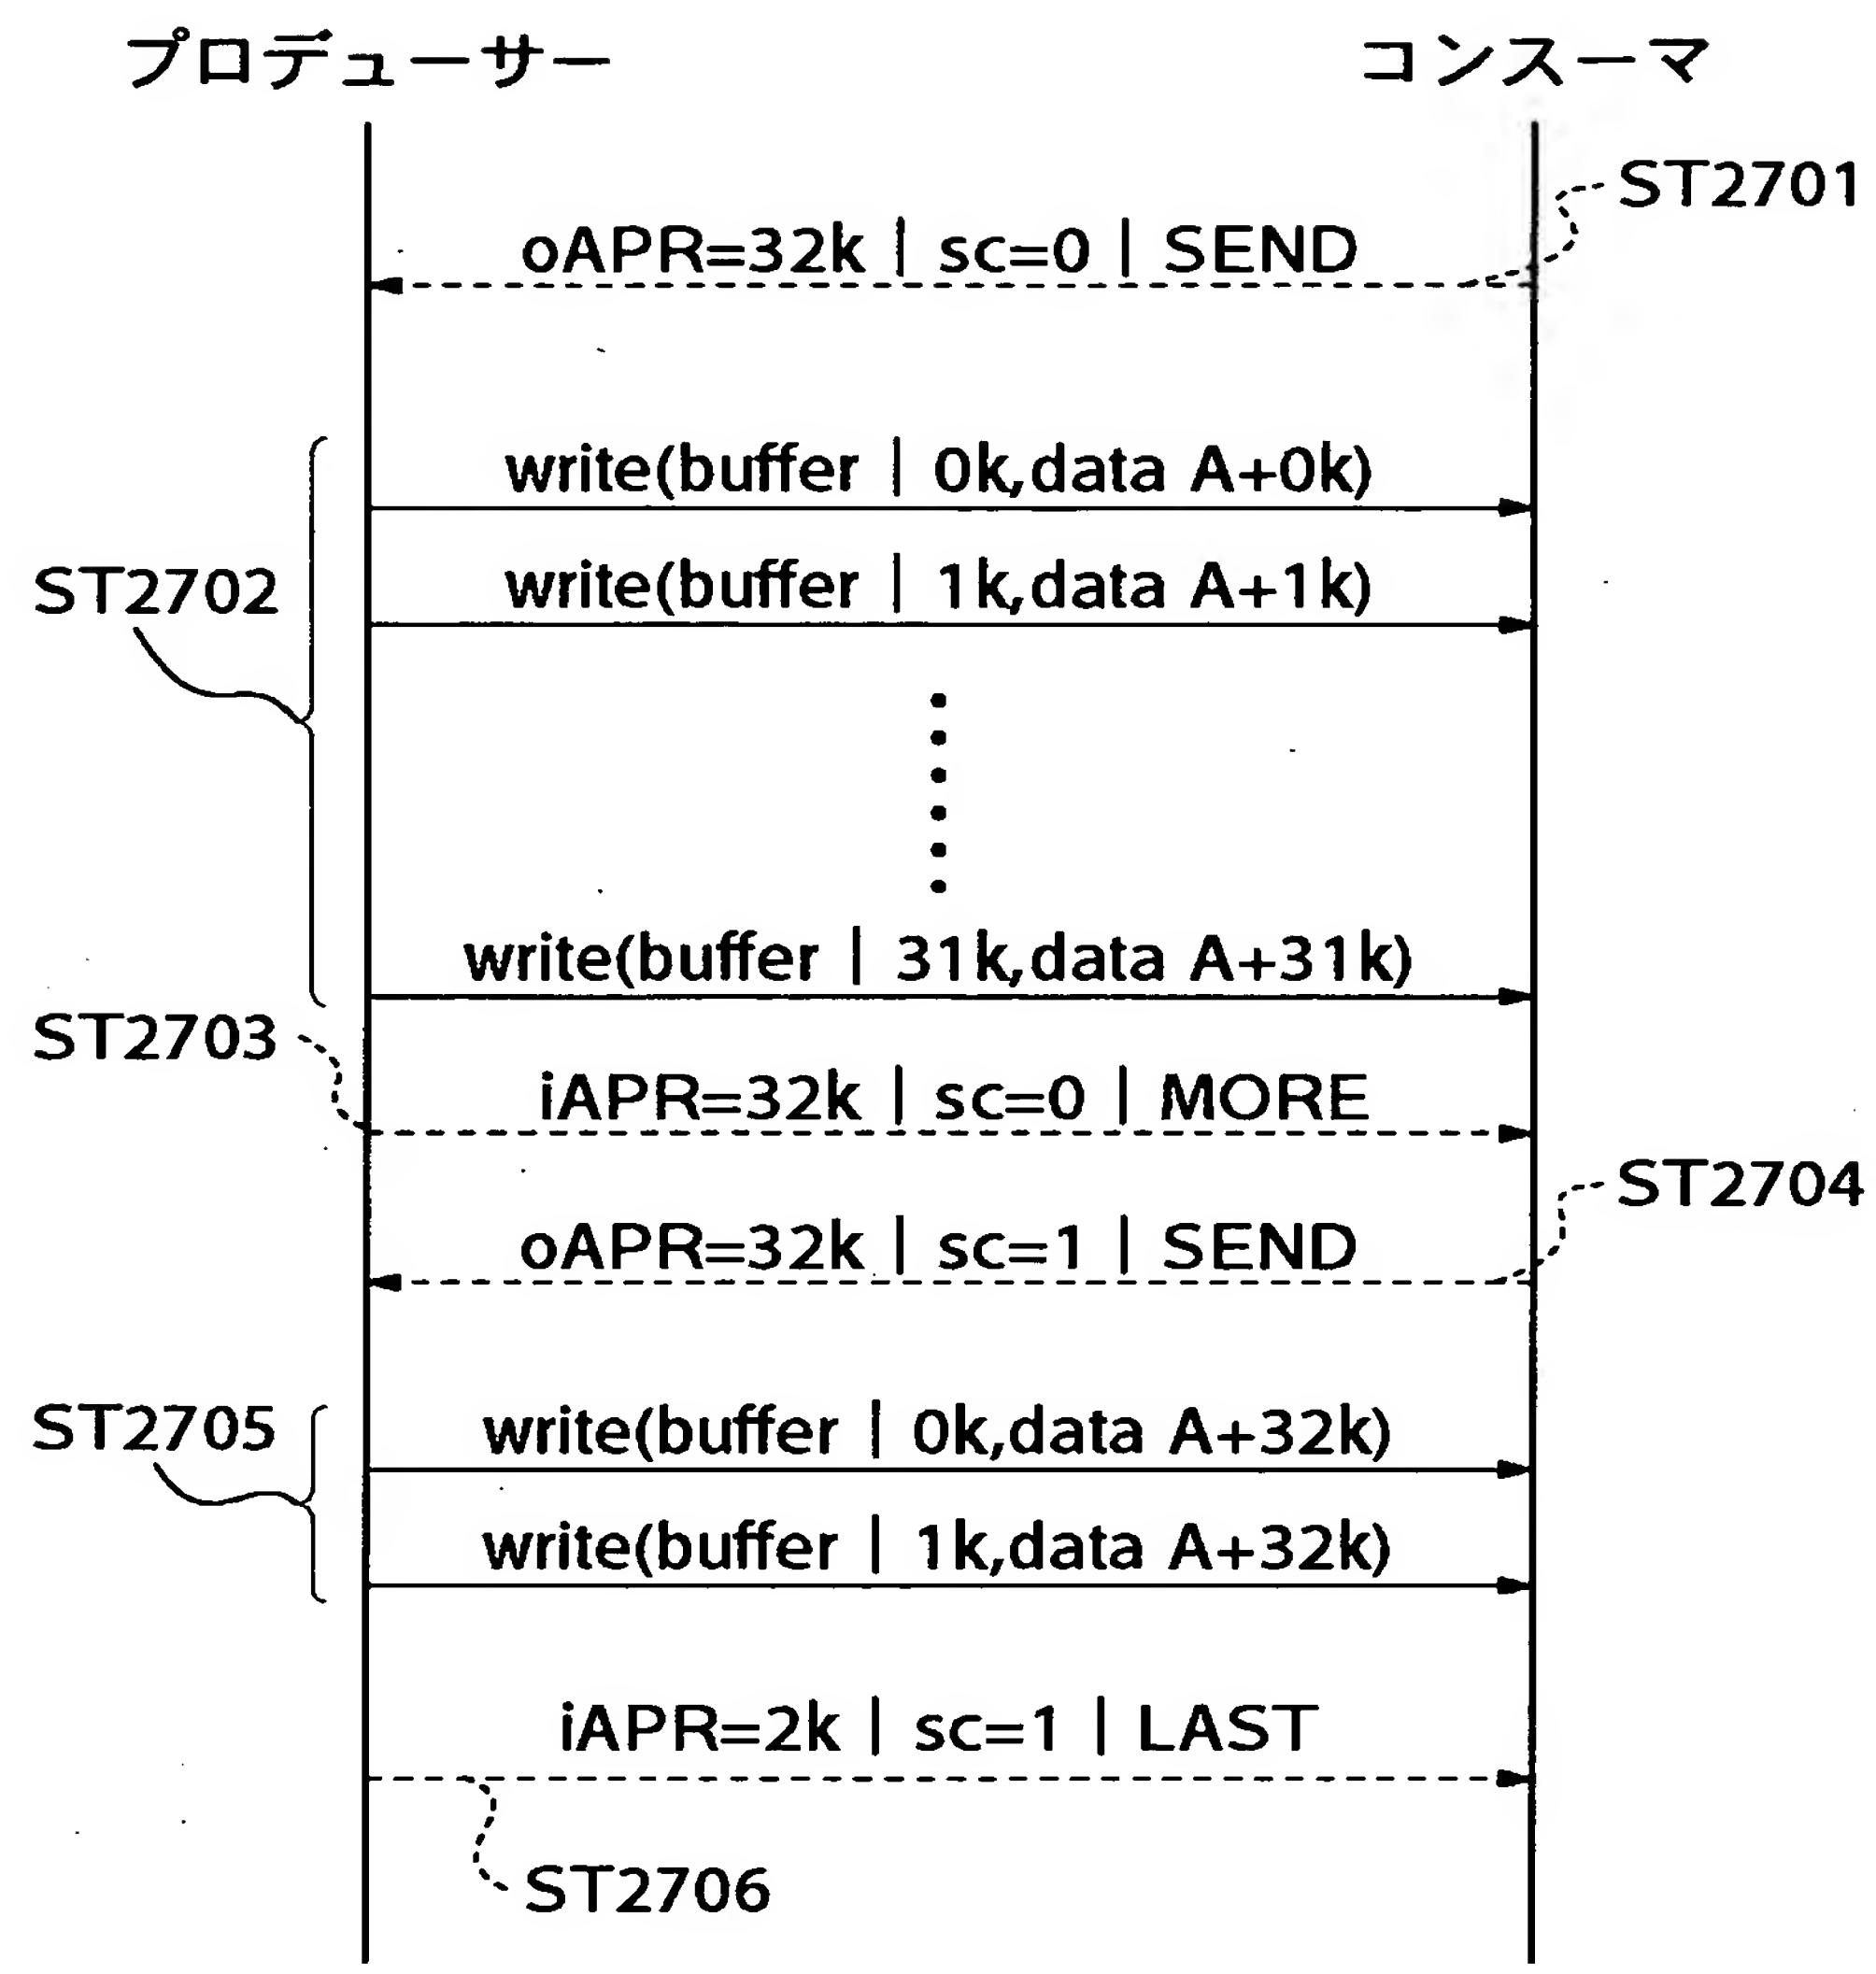 プロデューサー コンスーマ
ST2701
oAPR=32k | sc=0 | SEND
write(buffer | 0k,data A+0k)
ST2702
write(buffer | 1k,data A+1k)
write(buffer | 31k,data A+31k)
ST2703
iAPR=32k | sc=0 | MORE
ST2704
oAPR=32k | sc=1 | SEND
ST2705
write(buffer | 0k,data A+32k)
write(buffer | 1k,data A+32k)
iAPR=2k | sc=1 | LAST
ST2706